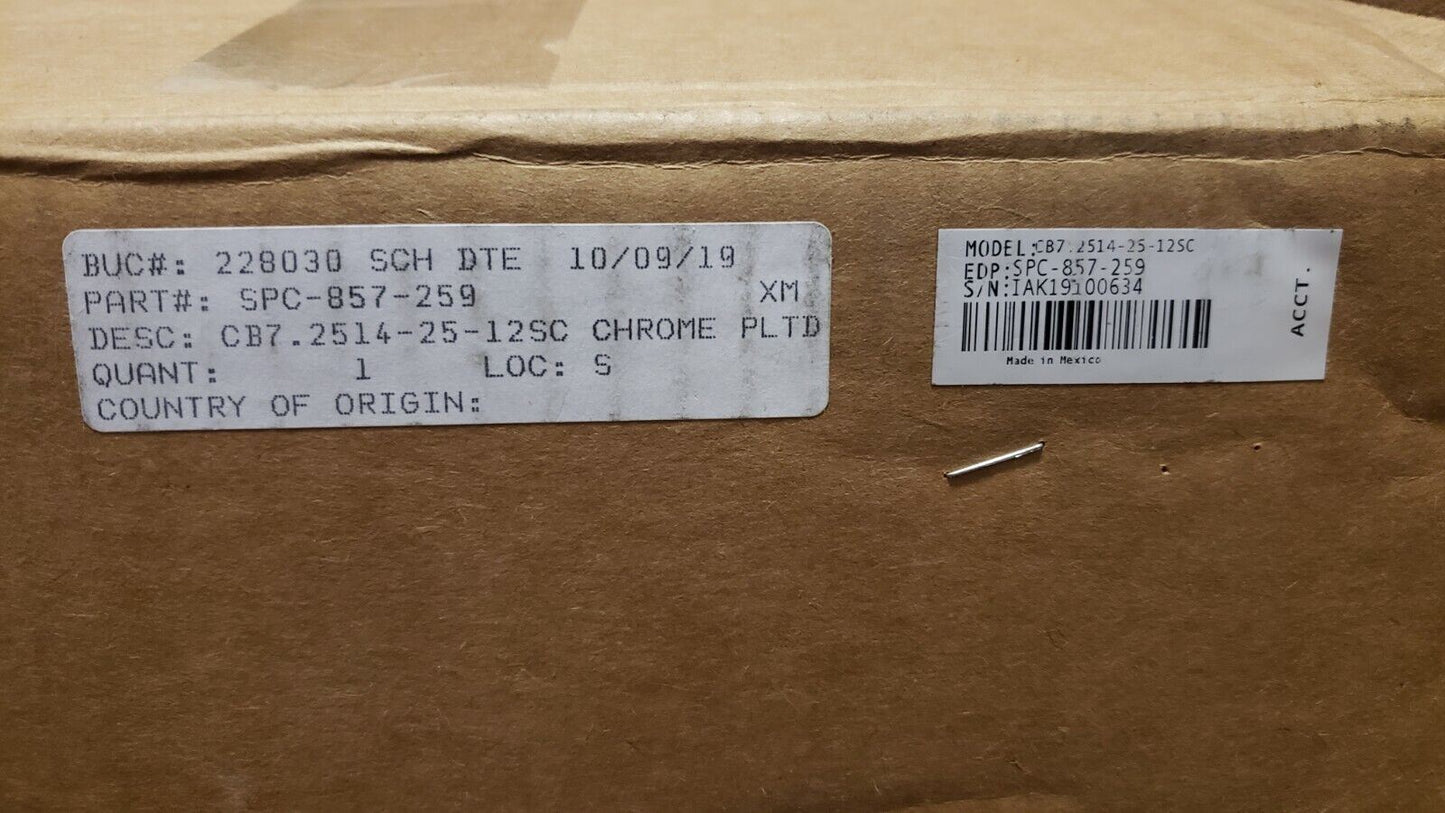 BUC#: 228030 SCH DTE 10/09/19
PART#: SPC-857-259 XM
DESC: CB7.2514-25-12SC CHROME PLTD
QUANT: 1 LOC: S
COUNTRY OF ORIGIN:
MODEL:CB7.2514-25-12SC
EDP:SPC-857-259
S/N:IAK19100634
Made in Mexico
ACCT.